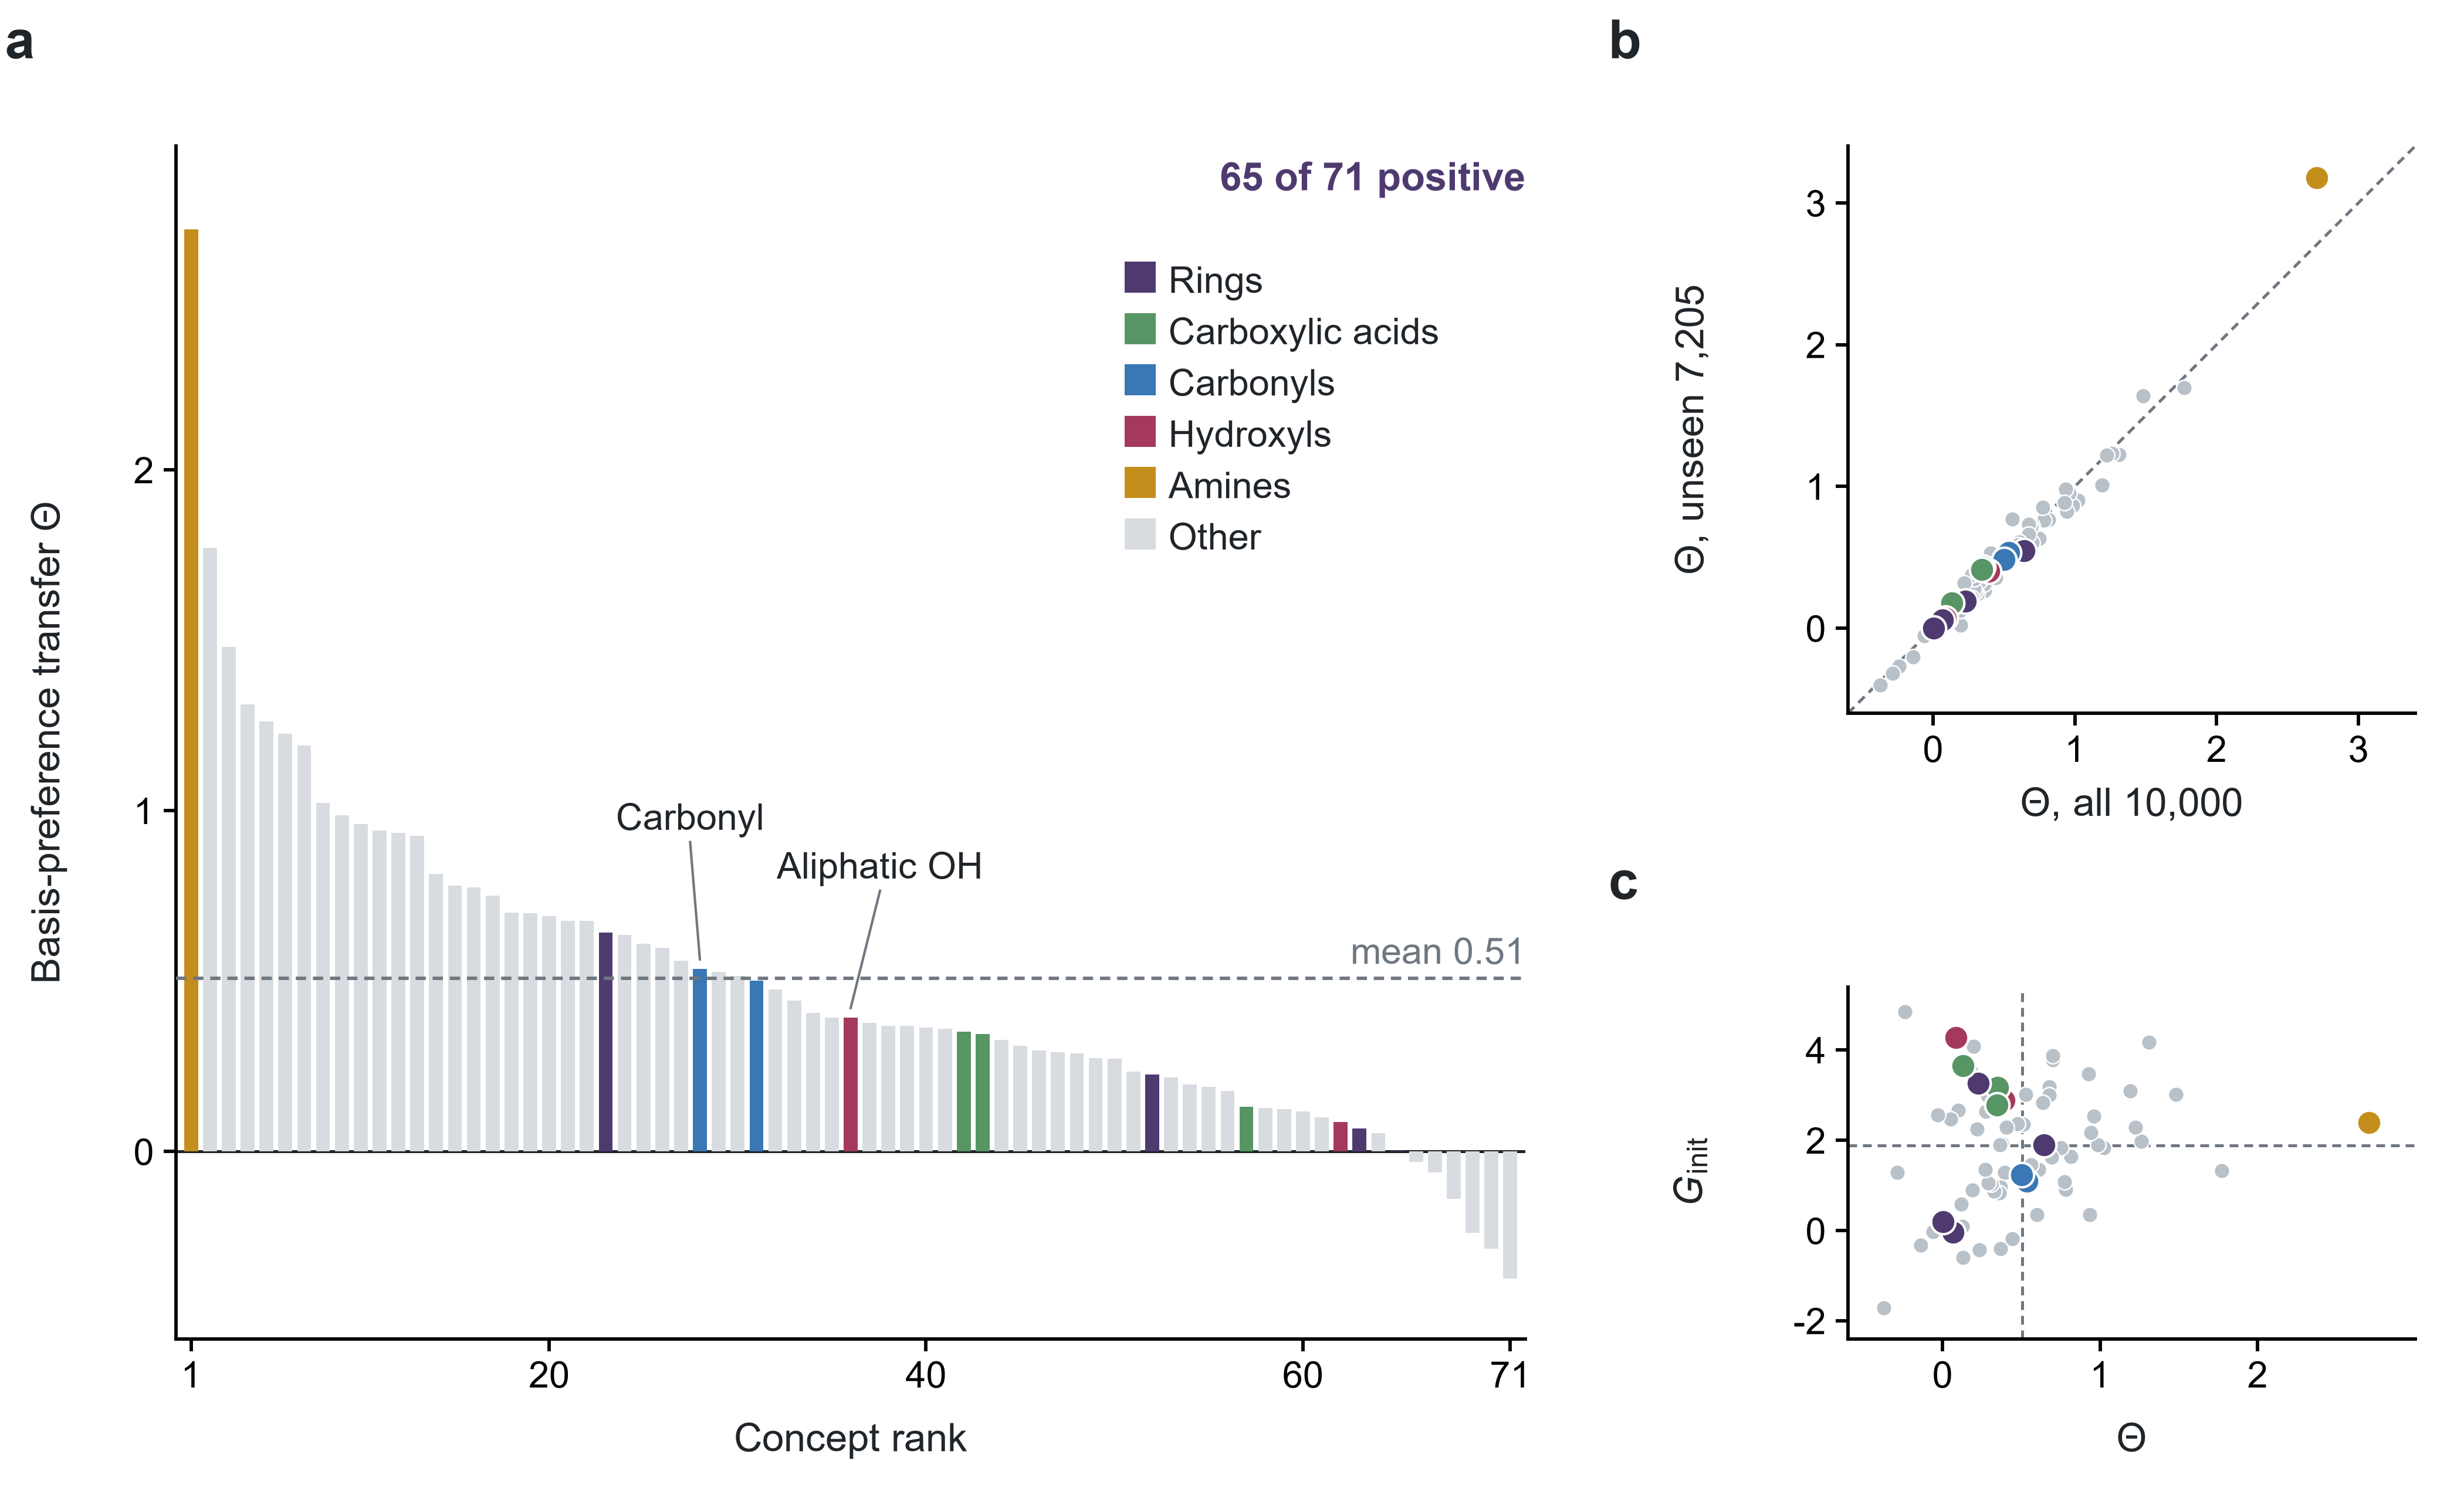 a
65 of 71 positive
Rings
Carboxylic acids
Carbonyls
Hydroxyls
Amines
Other
Carbonyl
Aliphatic OH
mean 0.51
Basis-preference transfer Θ
2
1
0
1
20
40
60
71
Concept rank
b
Θ, unseen 7,205
3
2
1
0
0
1
2
3
Θ, all 10,000
c
Ginit
4
2
0
-2
0
1
2
Θ